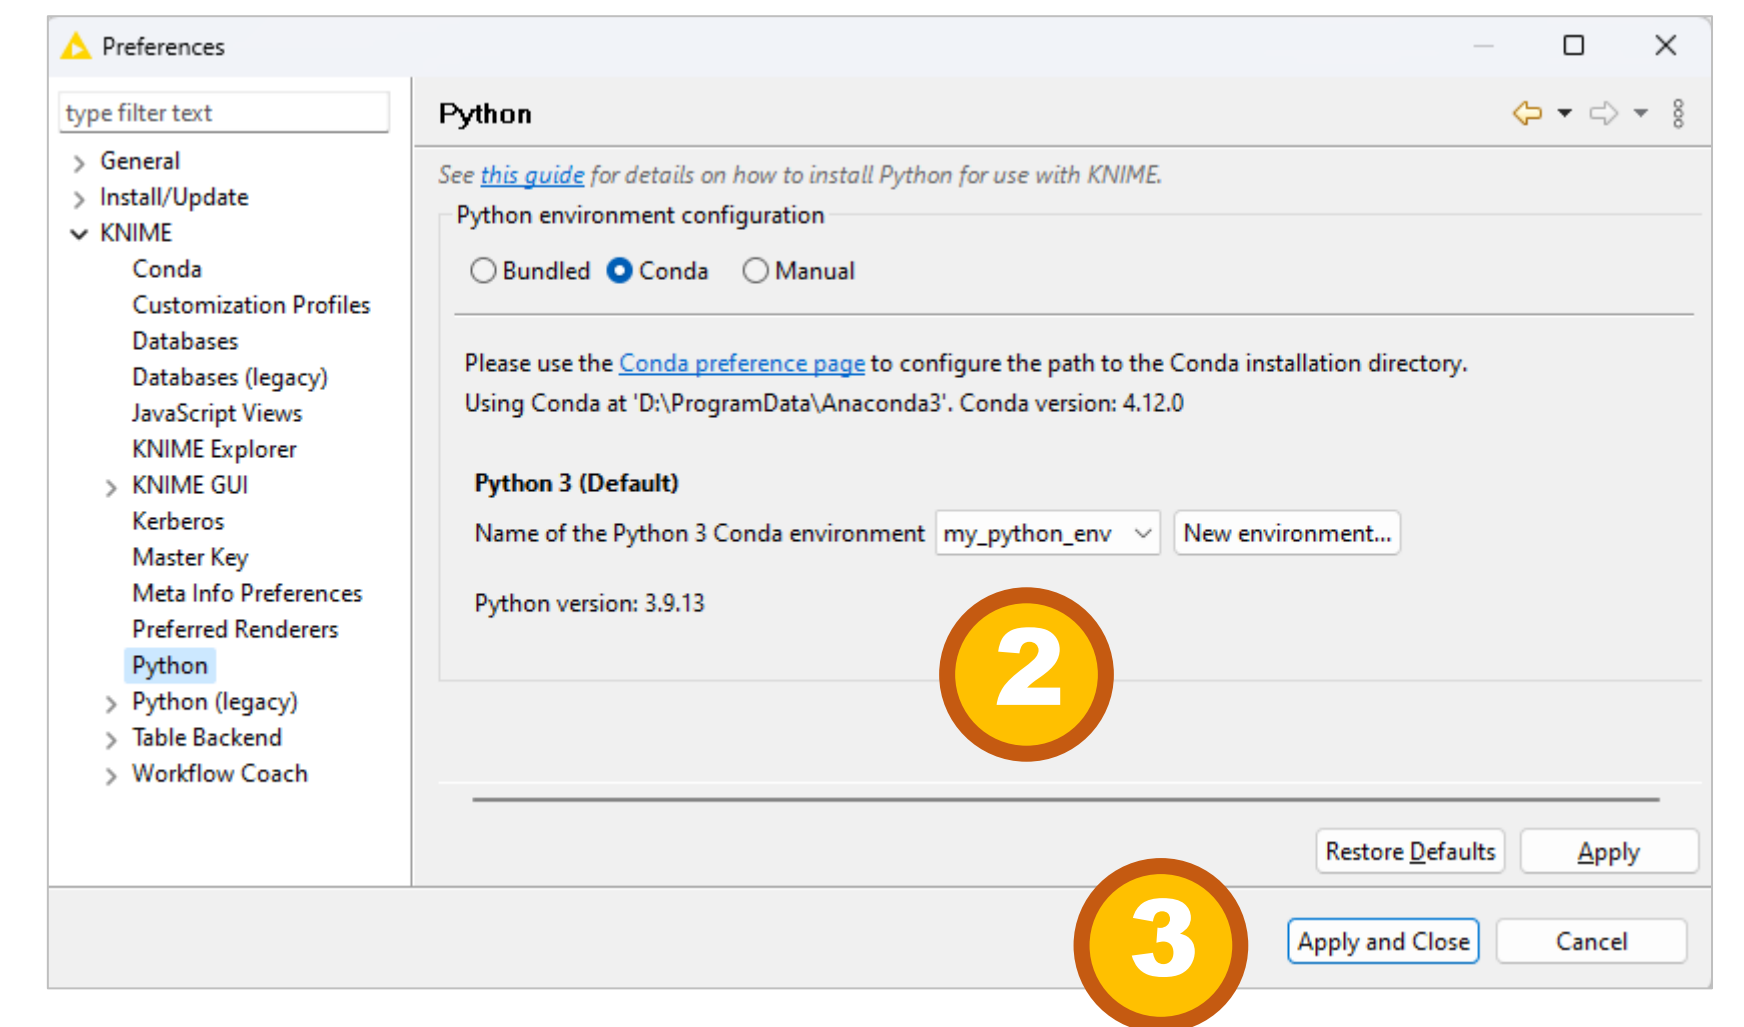 Preferences
type filter text
General
Install/Update
KNIME
Conda
Customization Profiles
Databases
Databases (legacy)
JavaScript Views
KNIME Explorer
KNIME GUI
Kerberos
Master Key
Meta Info Preferences
Preferred Renderers
Python
Python (legacy)
Table Backend
Workflow Coach
Python
See this guide for details on how to install Python for use with KNIME.
Python environment configuration
Bundled Conda Manual
Please use the Conda preference page to configure the path to the Conda installation directory.
Using Conda at 'D:\ProgramData\Anaconda3'. Conda version: 4.12.0
Python 3 (Default)
Name of the Python 3 Conda environment my_python_env New environment...
Python version: 3.9.13
2
Restore Defaults Apply
3
Apply and Close Cancel